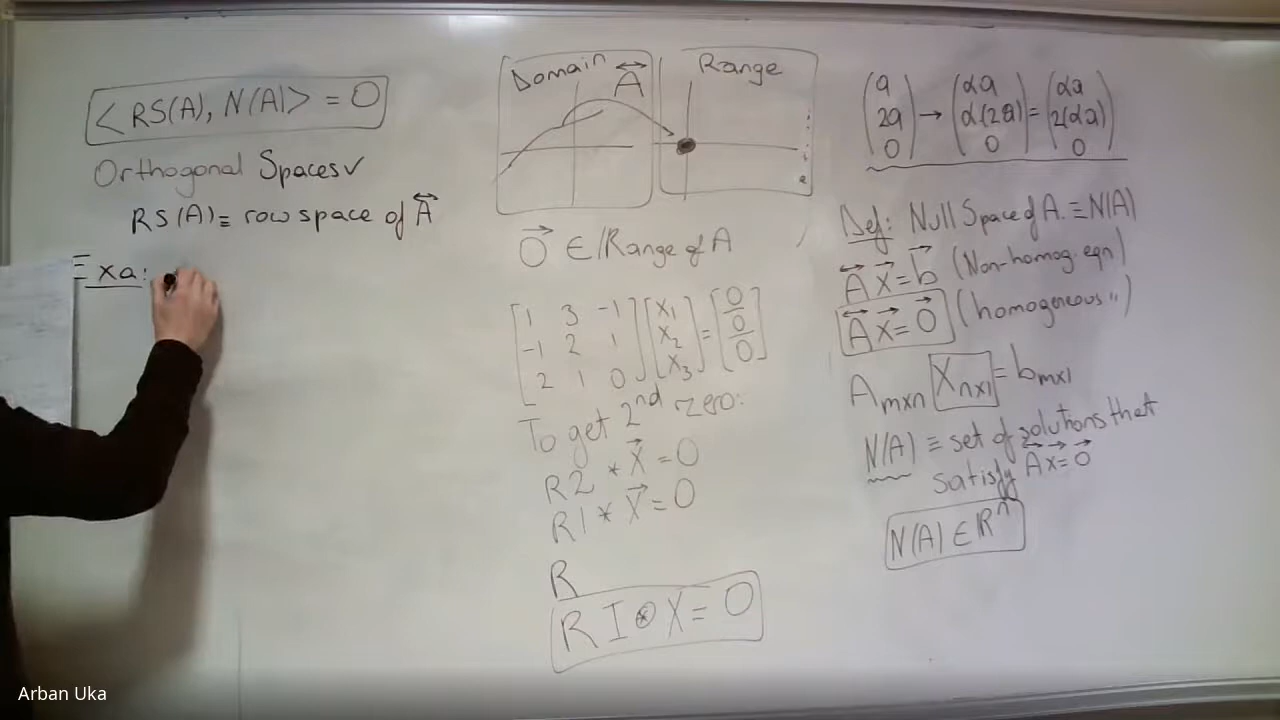 <RS(A), N(A)> = 0
Orthogonal Spaces✓
RS(A) ≡ row space of A
Exa:
Domain
A
Range
0 ∈ Range of A
[1 3 -1] [x₁] [0]
[-1 2 1] [x₂] = [0]
[2 1 0] [x₃] [0]
To get 2nd zero:
R2 * X = 0
R1 * X = 0
R
RI ⊛ X = 0
(a) → (αa) = (αa)
(2a) → (α(2a)) = (2(αa))
(0) (0) (0)
Def: Null Space of A. ≡ N(A)
A X = b (Non-homog. eqn)
A X = 0 (homogeneous ")
Amxn Xnx1 = bmx1
N(A) ≡ set of solutions that
satisfy Ax=0
N(A) ∈ Rⁿ
Arban Uka